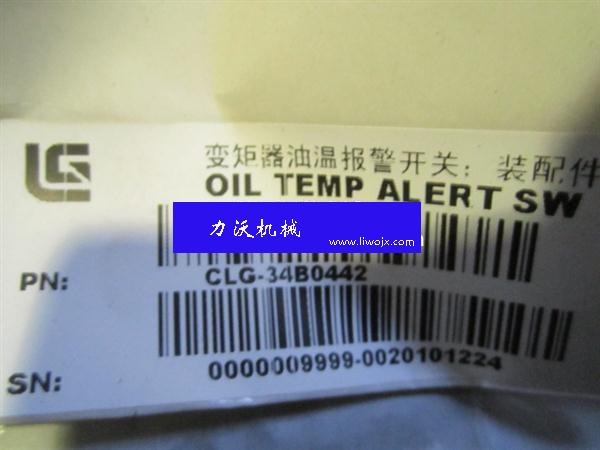 变矩器油温报警开关：装配件
OIL TEMP ALERT SW
力沃机械
www.liwojx.com
PN:
CLG-34B0442
0000009999-0020101224
SN: